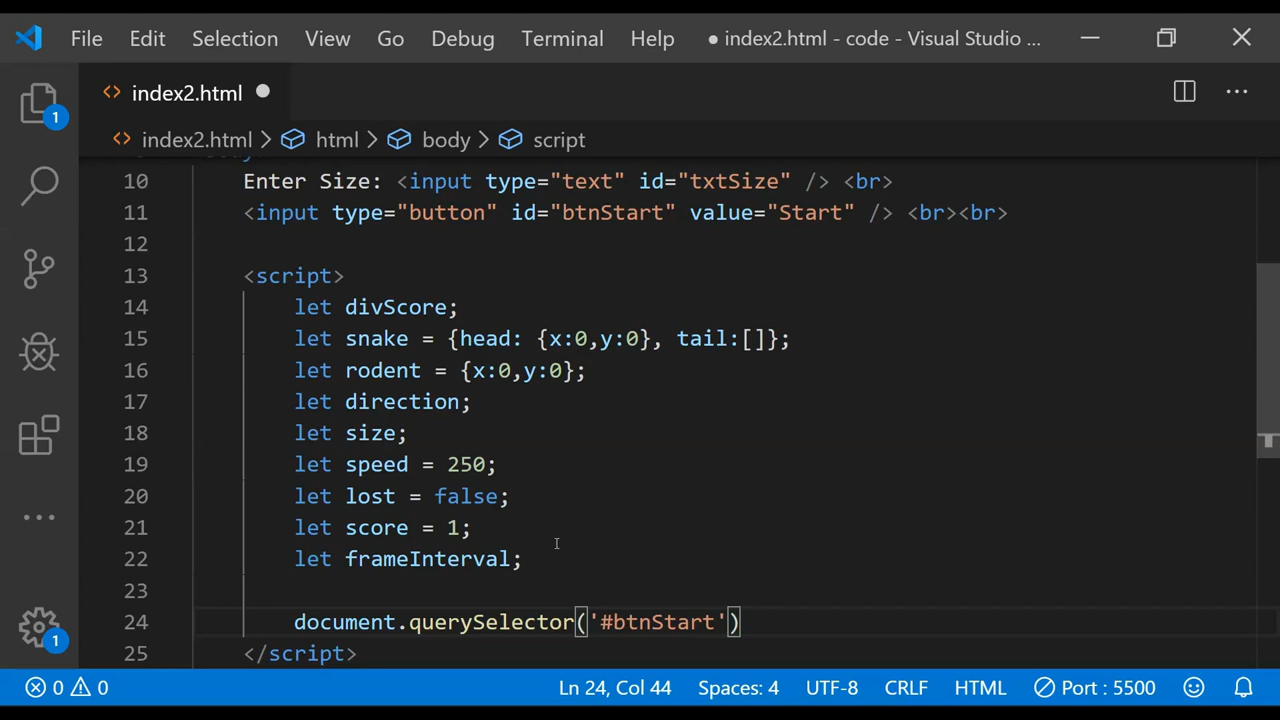 File Edit Selection View Go Debug Terminal Help ● index2.html - code - Visual Studio ...
index2.html
index2.html > html > body > script
10 Enter Size: <input type="text" id="txtSize" /> <br>
11 <input type="button" id="btnStart" value="Start" /> <br><br>
12
13 <script>
14 let divScore;
15 let snake = {head: {x:0,y:0}, tail:[]};
16 let rodent = {x:0,y:0};
17 let direction;
18 let size;
19 let speed = 250;
20 let lost = false;
21 let score = 1;
22 let frameInterval;
23
24 document.querySelector('#btnStart')
25 </script>
1
1
0 0 Ln 24, Col 44 Spaces: 4 UTF-8 CRLF HTML Port : 5500